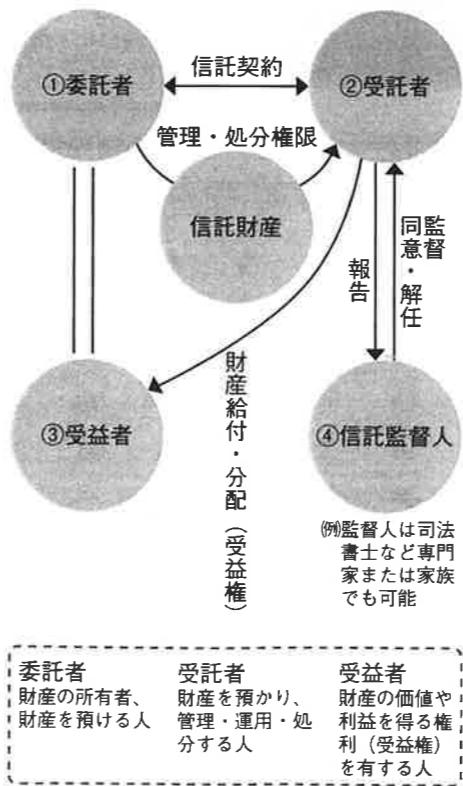 ①委託者
信託契約
②受託者
管理・処分権限
信託財産
報告
監督
同意・解任
③受益者
財産給付・分配（受益権）
④信託監督人
㈲監督人は司法
書士など専門
家または家族
でも可能
委託者
財産の所有者、
財産を預ける人
受託者
財産を預かり、
管理・運用・処
分する人
受益者
財産の価値や
利益を得る権
利（受益権）
を有する人